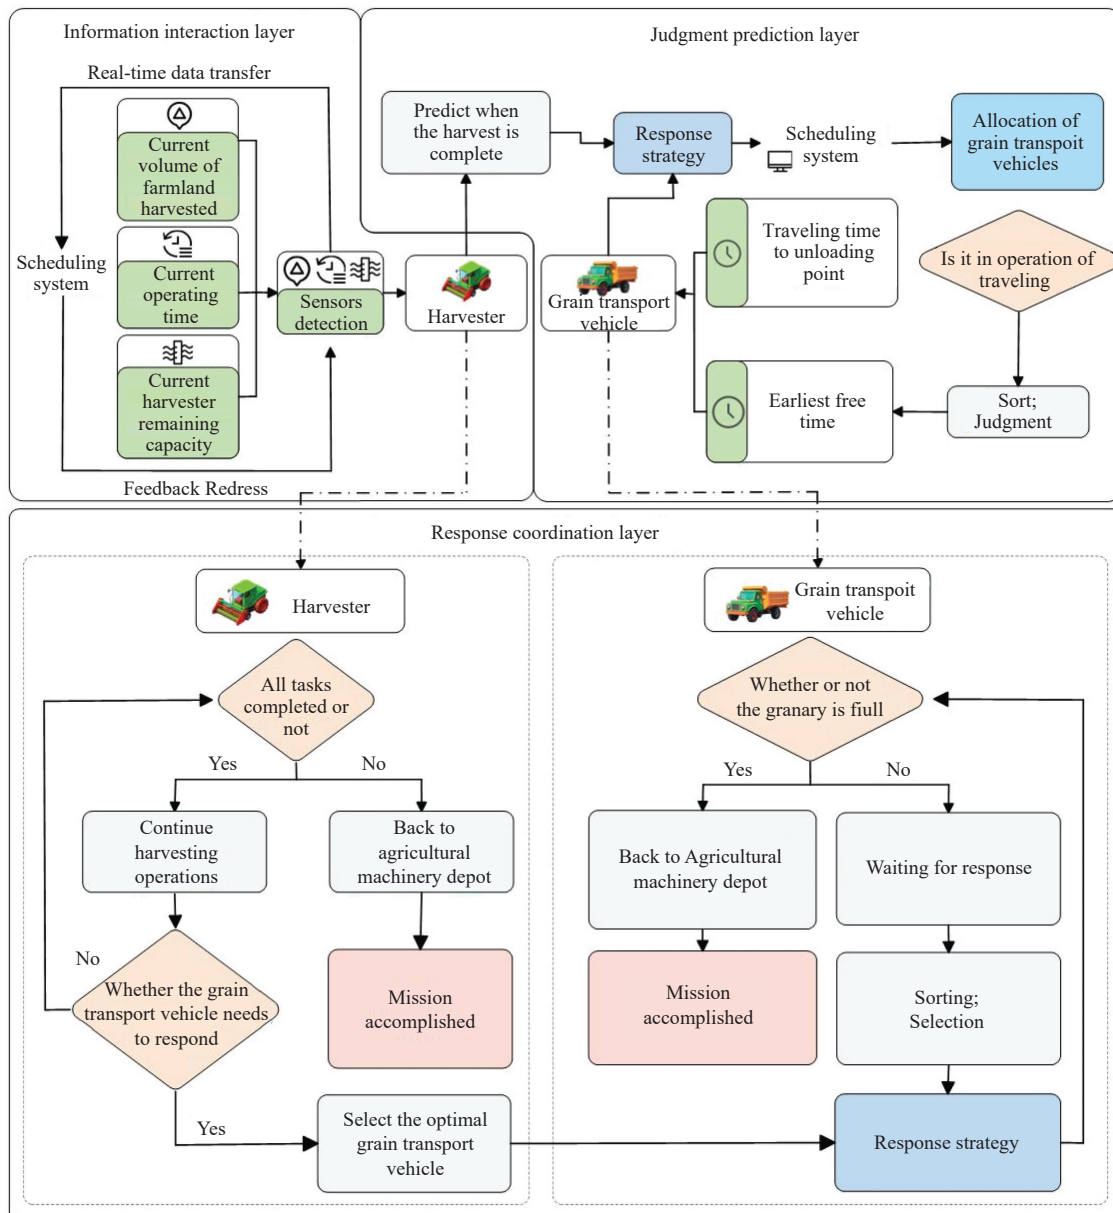 Information interaction layer
Real-time data transfer
Current
volume of
farmland
harvested
Scheduling
system
Current
operating
time
Current
harvester
remaining
capacity
Sensors
detection
Harvester
Feedback Redress
Judgment prediction layer
Predict when
the harvest is
complete
Response
strategy
Scheduling
system
Allocation of
grain transpoit
vehicles
Traveling time
to unloading
point
Is it in operation of
traveling
Grain transport
vehicle
Earliest free
time
Sort;
Judgment
Response coordination layer
Harvester
All tasks
completed or
not
Yes
No
Continue
harvesting
operations
Back to
agricultural
machinery depot
No
Whether the grain
transport vehicle needs
to respond
Mission
accomplished
Yes
Select the optimal
grain transport
vehicle
Grain transpoit
vehicle
Whether or not
the granary is fiull
Yes
No
Back to Agricultural
machinery depot
Waiting for response
Mission
accomplished
Sorting;
Selection
Response strategy